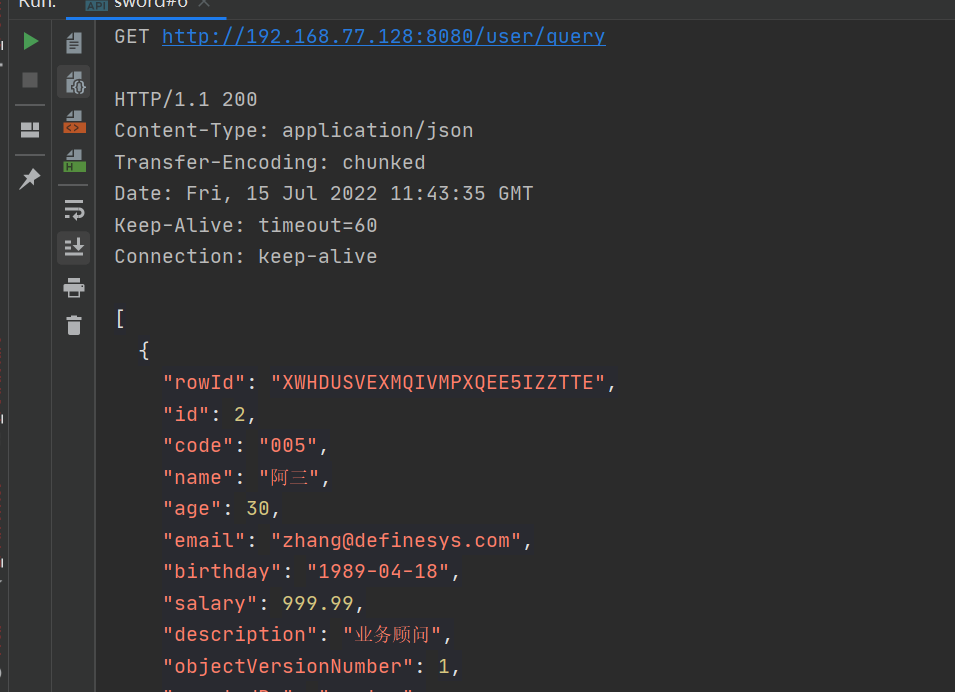 Run:
API sword#6 ×
GET http://192.168.77.128:8080/user/query
HTTP/1.1 200
Content-Type: application/json
Transfer-Encoding: chunked
Date: Fri, 15 Jul 2022 11:43:35 GMT
Keep-Alive: timeout=60
Connection: keep-alive
[
{
"rowId": "XWHDUSVEXMQIVMPXQEE5IZZTTE",
"id": 2,
"code": "005",
"name": "阿三",
"age": 30,
"email": "zhang@definesys.com",
"birthday": "1989-04-18",
"salary": 999.99,
"description": "业务顾问",
"objectVersionNumber": 1,